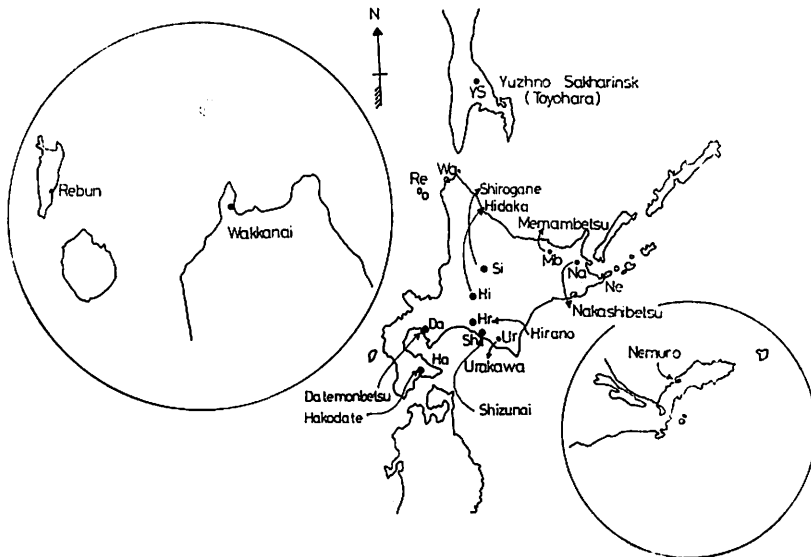 N
Yuzhno Sakharinsk
(Toyohara)
YS
Rebun
Wakkanai
Re
Wa
Shirogane
Hidaka
Memambetsu
Mb
Na
Ne
Nakashibetsu
Si
Hi
Hr
Hirano
Sh
Ur
Urakawa
Da
Ha
Datemonbetsu
Hakodate
Shizunai
Nemuro